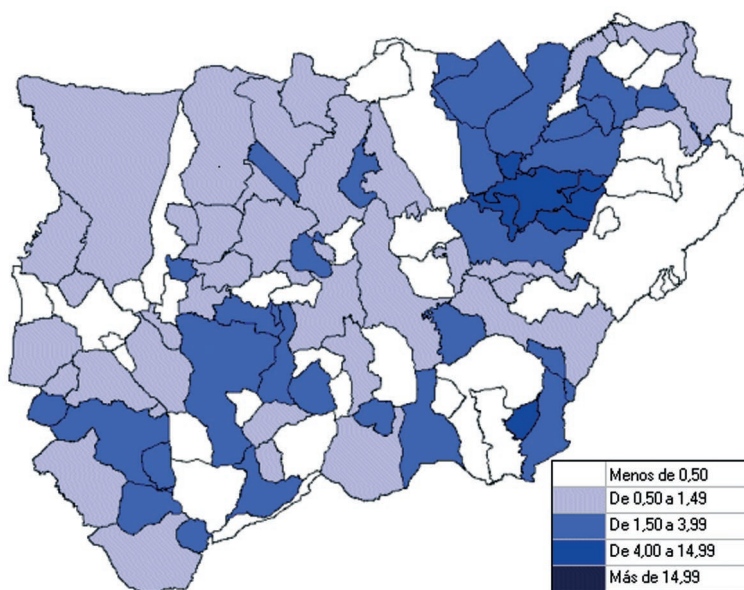 Menos de 0,50
De 0,50 a 1,49
De 1,50 a 3,99
De 4,00 a 14,99
Más de 14,99